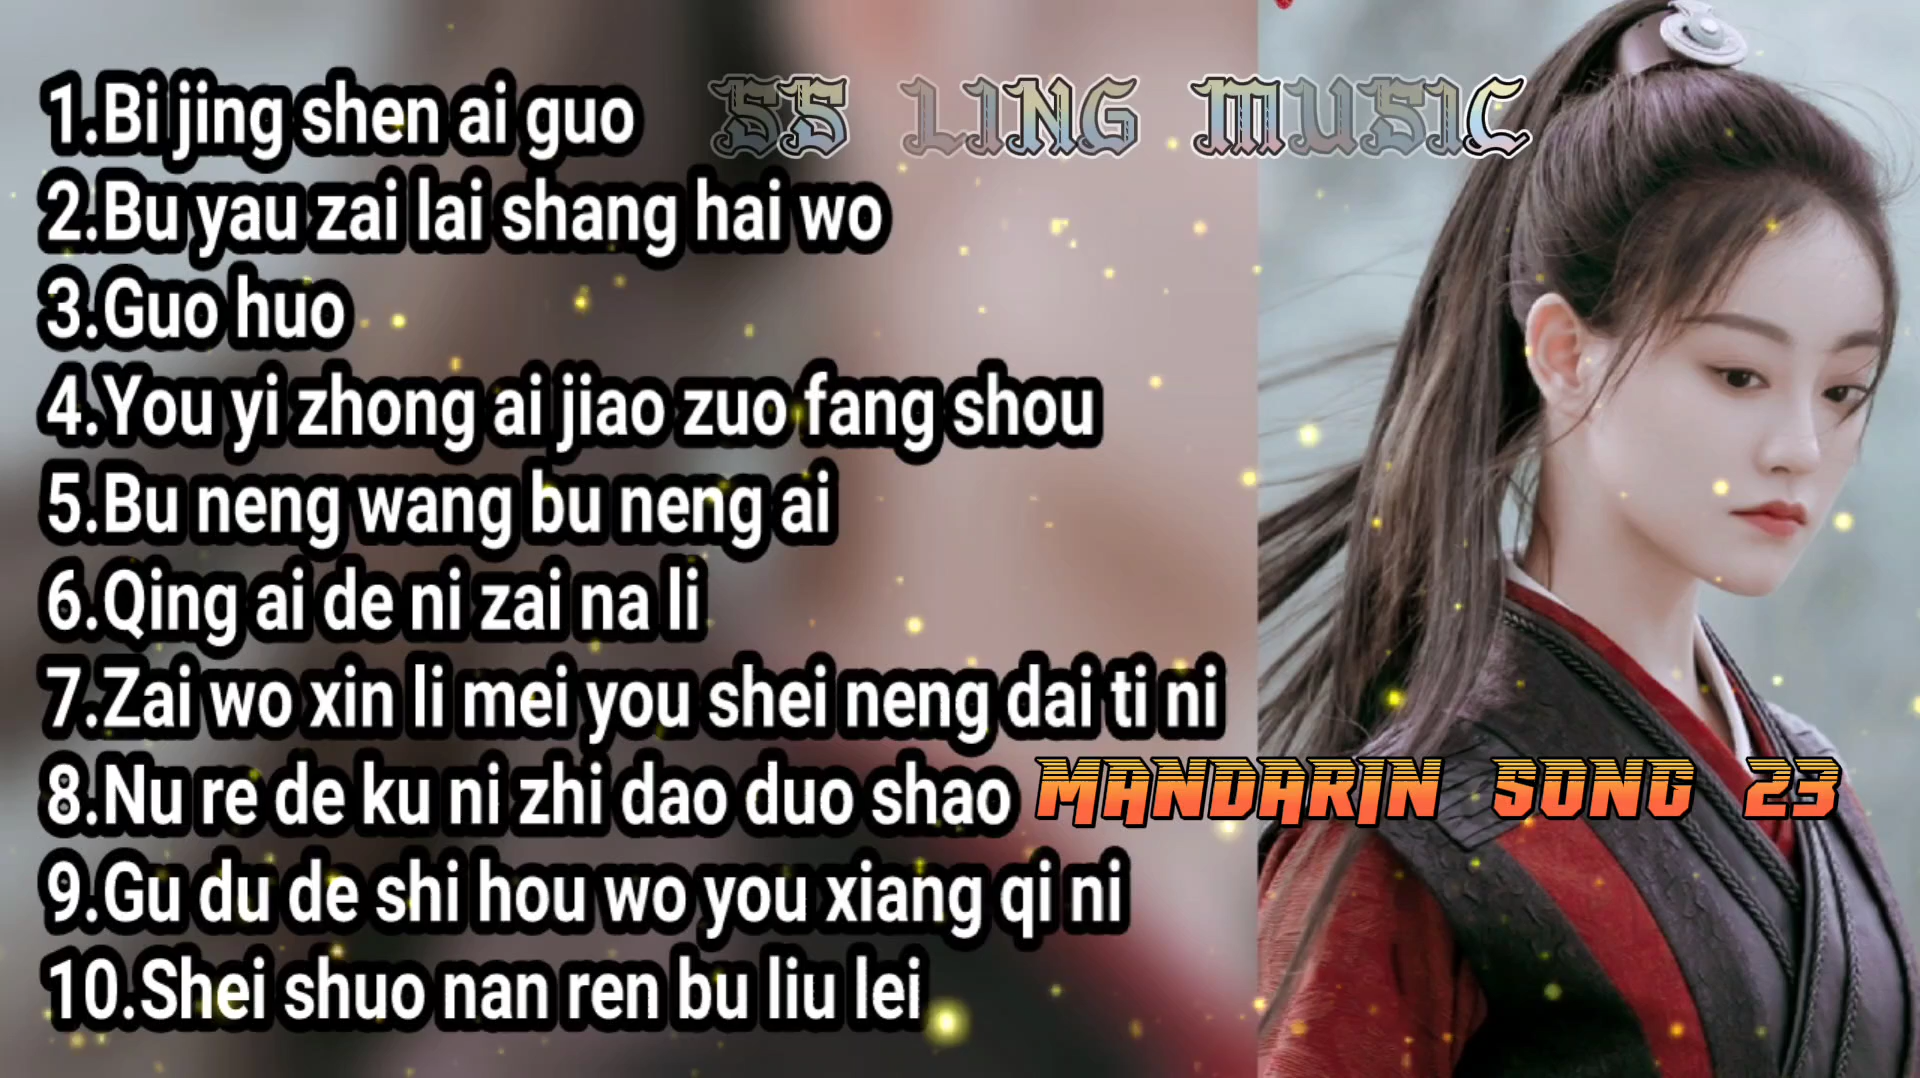 1.Bi jing shen ai guo
SS LING MUSIC
2.Bu yau zai lai shang hai wo
3.Guo huo
4.You yi zhong ai jiao zuo fang shou
5.Bu neng wang bu neng ai
6.Qing ai de ni zai na li
7.Zai wo xin li mei you shei neng dai ti ni
8.Nu re de ku ni zhi dao duo shao
MANDARIN SONG 23
9.Gu du de shi hou wo you xiang qi ni
10.Shei shuo nan ren bu liu lei